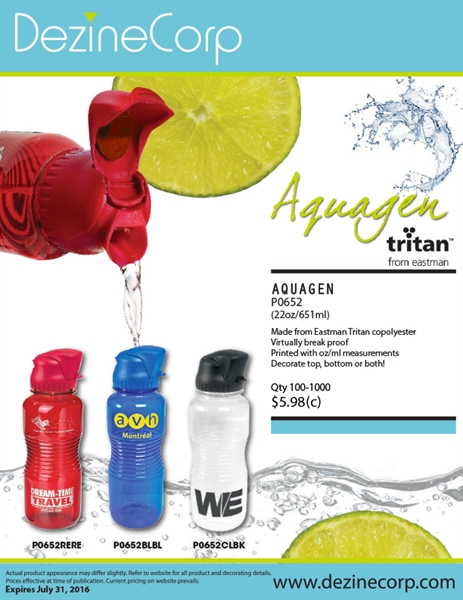 DezineCorp
Aquagen
tritan™
from eastman
AQUAGEN
P0652
(22oz/651ml)
Made from Eastman Tritan copolyester
Virtually break proof
Printed with oz/ml measurements
Decorate top, bottom or both!
Qty 100-1000
$5.98(c)
DREAM-TIME
TRAVEL
avn
Montréal
WE
P0652RERE
P0652BLBL
P0652CLBK
Actual product appearance may differ slightly. Refer to website for all product and decorating details.
Prices effective at time of publication. Current pricing on website prevails.
Expires July 31, 2016
www.dezinecorp.com